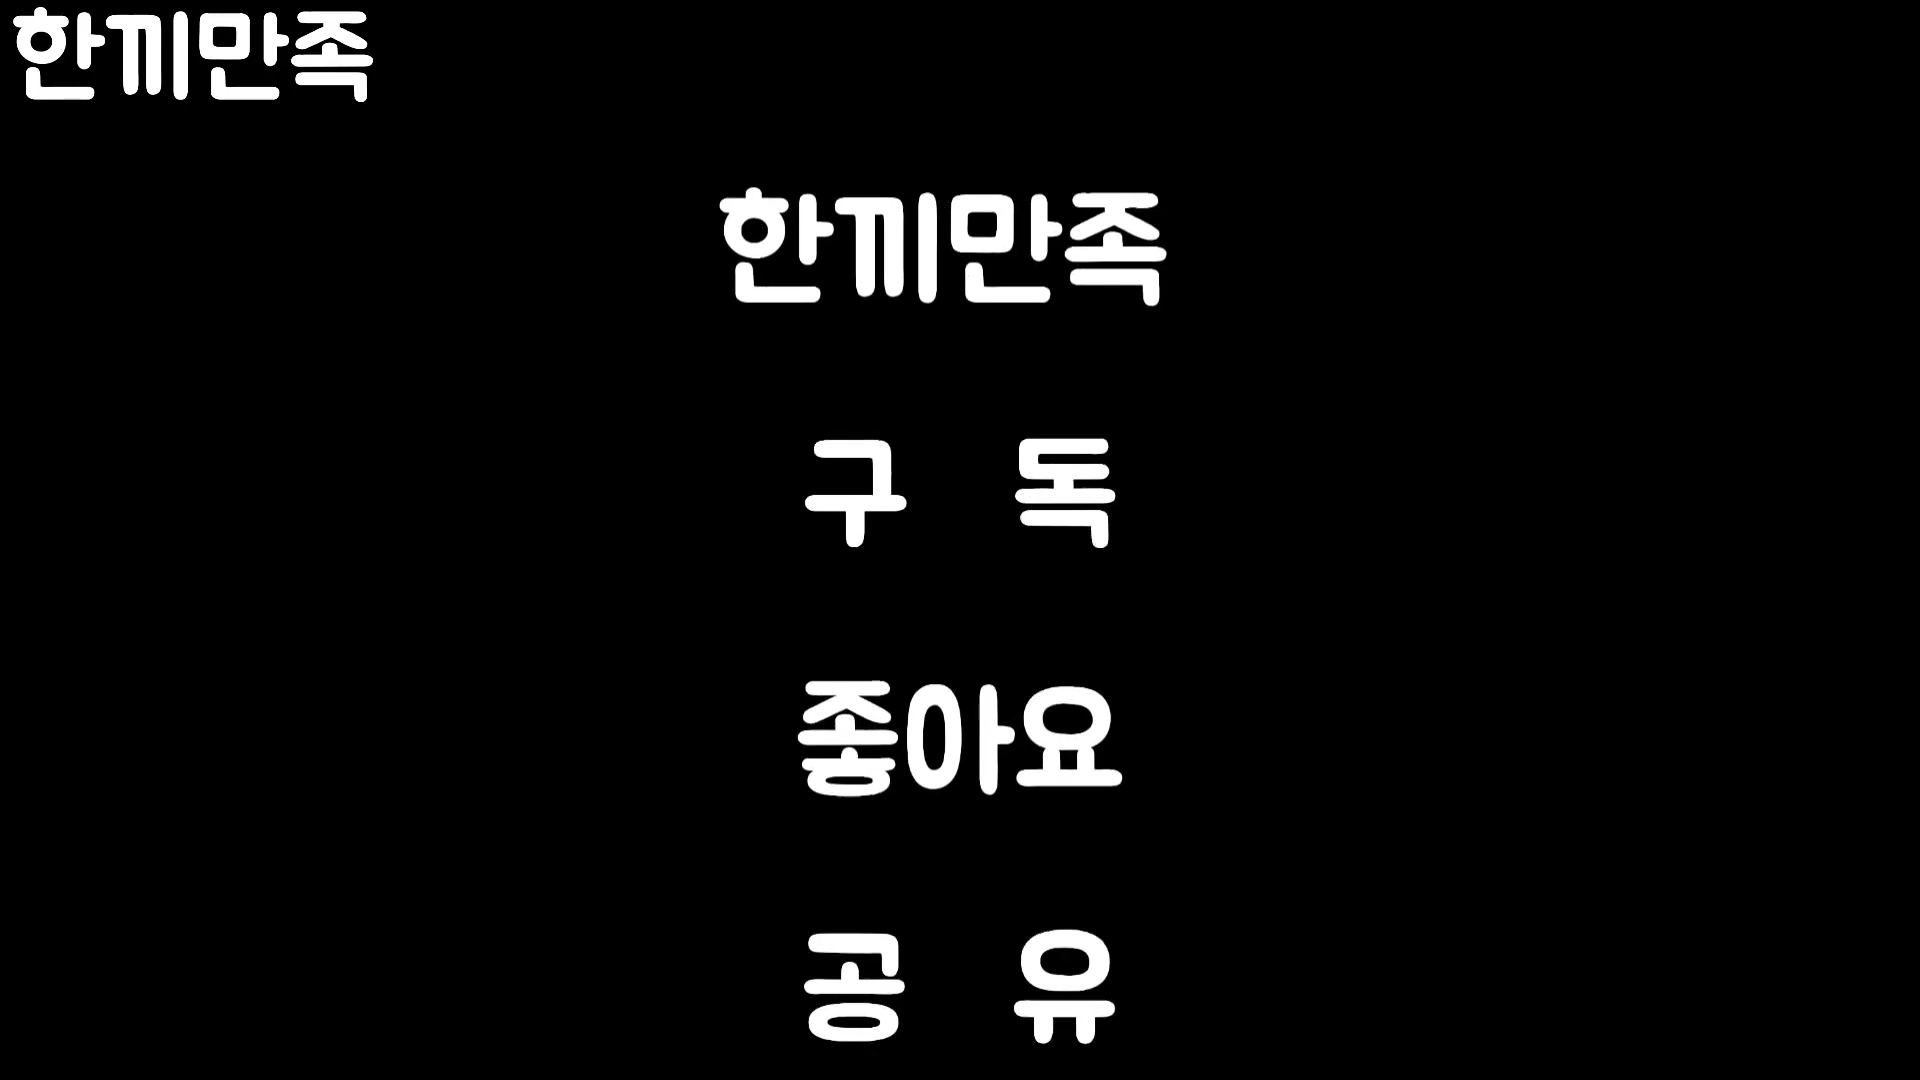 한끼만족
한끼만족
구 독
좋아요
공 유